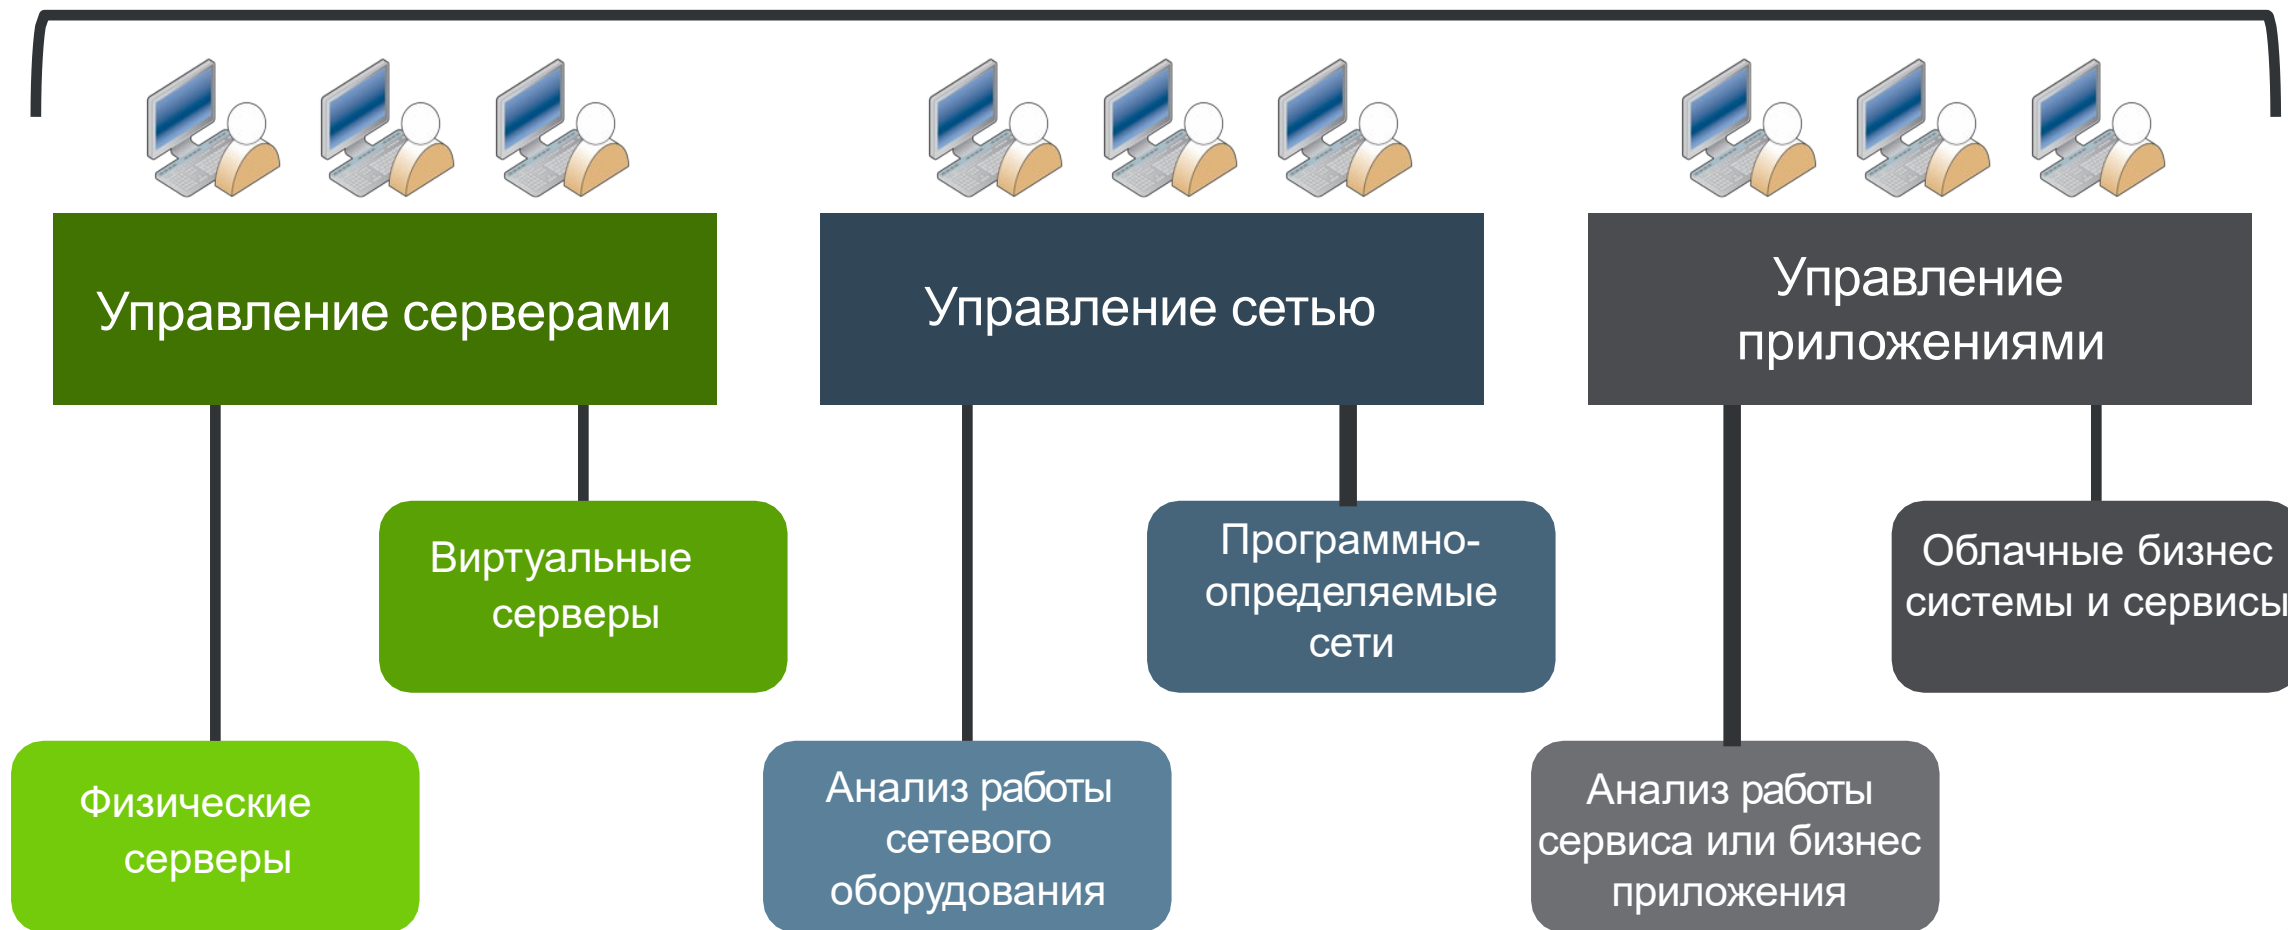 Управление серверами
Управление сетью
Управление
приложениями
Виртуальные
серверы
Программно-
определяемые
сети
Облачные бизнес
системы и сервисы
Физические
серверы
Анализ работы
сетевого
оборудования
Анализ работы
сервиса или бизнес
приложения